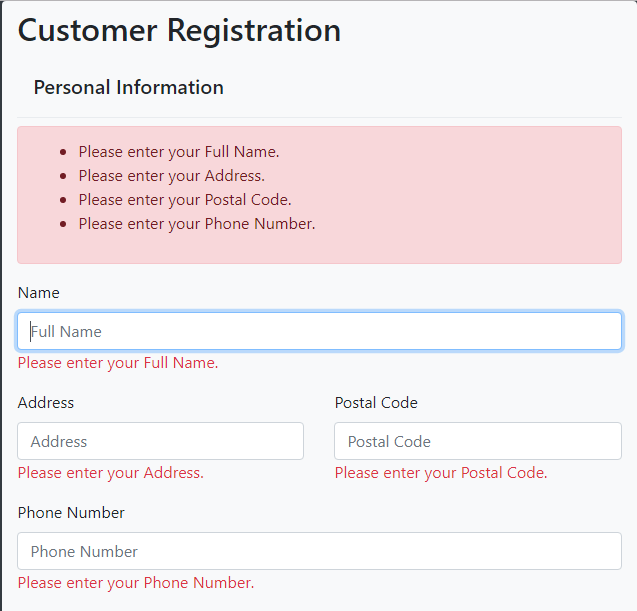 Customer Registration
Personal Information
Please enter your Full Name.
Please enter your Address.
Please enter your Postal Code.
Please enter your Phone Number.
Name
Full Name
Please enter your Full Name.
Address
Postal Code
Address
Postal Code
Please enter your Address.
Please enter your Postal Code.
Phone Number
Phone Number
Please enter your Phone Number.